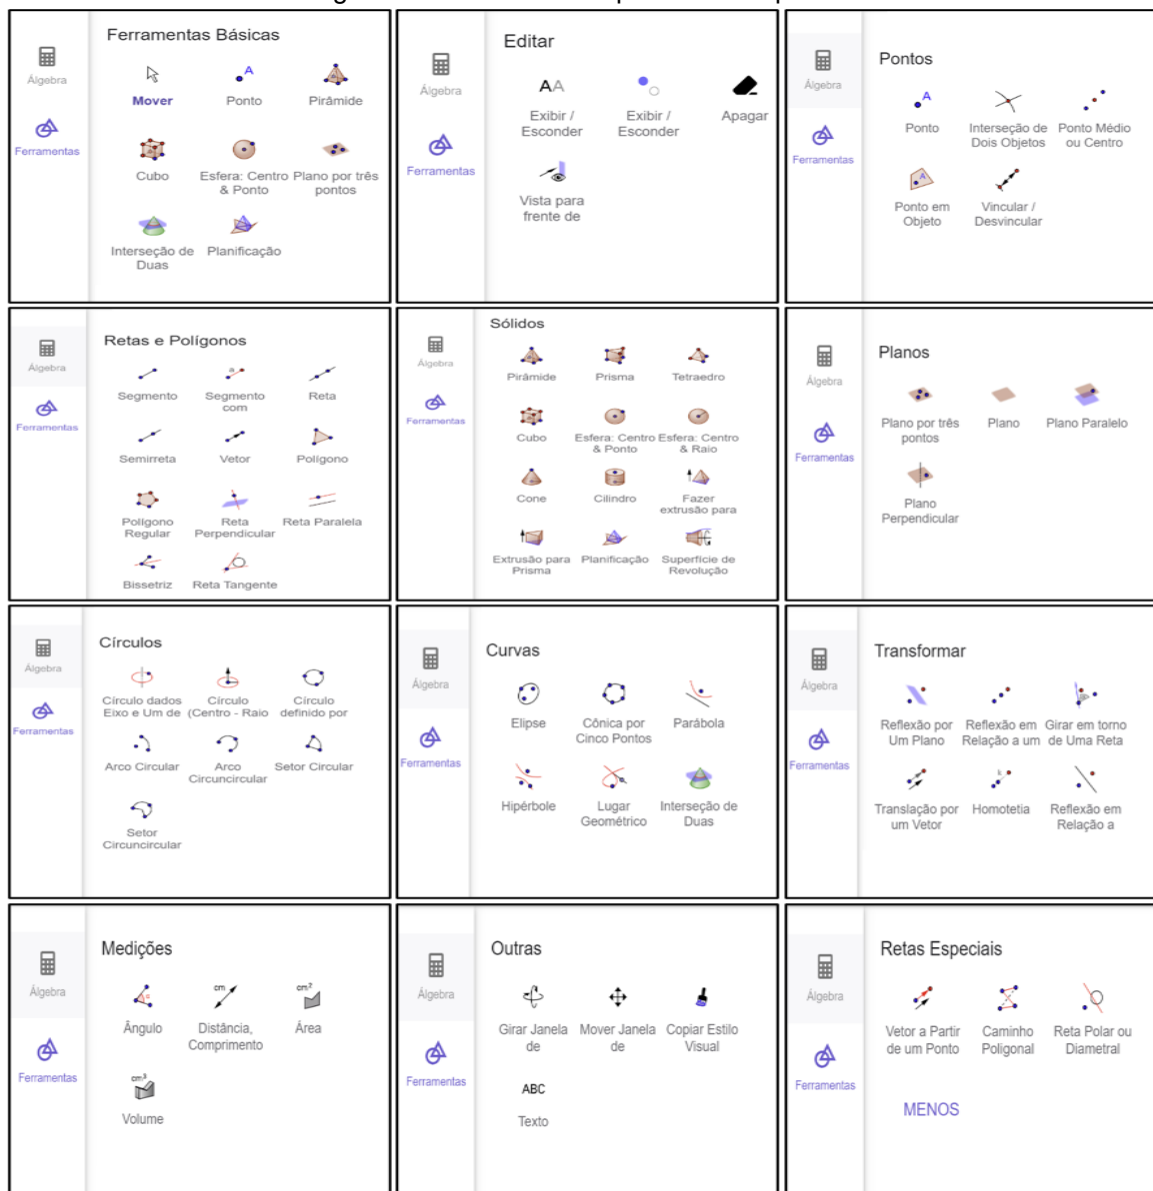 Ferramentas Básicas
Álgebra
Ferramentas
Mover
A
Ponto
Pirâmide
Cubo
Esfera: Centro
& Ponto
Plano por três
pontos
Interseção de
Duas
Planificação
Editar
Álgebra
Ferramentas
AA
Exibir /
Esconder
Exibir /
Esconder
Apagar
Vista para
frente de
Pontos
Álgebra
Ferramentas
A
Ponto
Interseção de
Dois Objetos
Ponto Médio
ou Centro
A
Ponto em
Objeto
Vincular /
Desvincular
Retas e Polígonos
Álgebra
Ferramentas
Segmento
a
Segmento
com
Reta
Semirreta
Vetor
Polígono
Polígono
Regular
Reta
Perpendicular
Reta Paralela
Bissetriz
Reta Tangente
Sólidos
Álgebra
Ferramentas
Pirâmide
Prisma
Tetraedro
Cubo
Esfera: Centro
& Ponto
Esfera: Centro
& Raio
Cone
Cilindro
Fazer
extrusão para
Extrusão para
Prisma
Planificação
Superfície de
Revolução
Planos
Álgebra
Ferramentas
Plano por três
pontos
Plano
Plano Paralelo
Plano
Perpendicular
Círculos
Álgebra
Ferramentas
Círculo dados
Eixo e Um de
Círculo
(Centro - Raio
Círculo
definido por
Arco Circular
Arco
Circuncircular
Setor Circular
Setor
Circuncircular
Curvas
Álgebra
Ferramentas
Elipse
Cônica por
Cinco Pontos
Parábola
Hipérbole
Lugar
Geométrico
Interseção de
Duas
Transformar
Álgebra
Ferramentas
Reflexão por
Um Plano
Reflexão em
Relação a um
Girar em torno
de Uma Reta
Translação por
um Vetor
k
Homotetia
Reflexão em
Relação a
Medições
Álgebra
Ferramentas
Ângulo
cm
Distância,
Comprimento
cm²
Área
cm³
Volume
Outras
Álgebra
Ferramentas
Girar Janela
de
Mover Janela
de
Copiar Estilo
Visual
ABC
Texto
Retas Especiais
Álgebra
Ferramentas
Vetor a Partir
de um Ponto
Caminho
Poligonal
Reta Polar ou
Diametral
MENOS